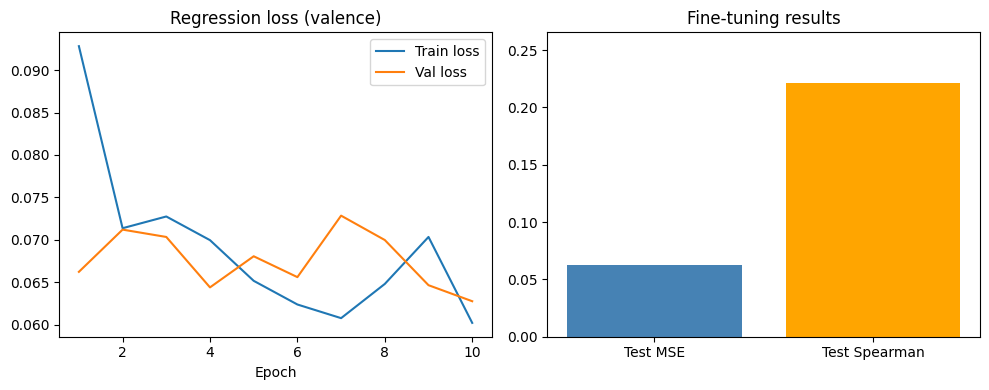 Regression loss (valence)
Train loss
Val loss
0.090
0.085
0.080
0.075
0.070
0.065
0.060
2
4
6
8
10
Epoch
Fine-tuning results
0.25
0.20
0.15
0.10
0.05
0.00
Test MSE
Test Spearman